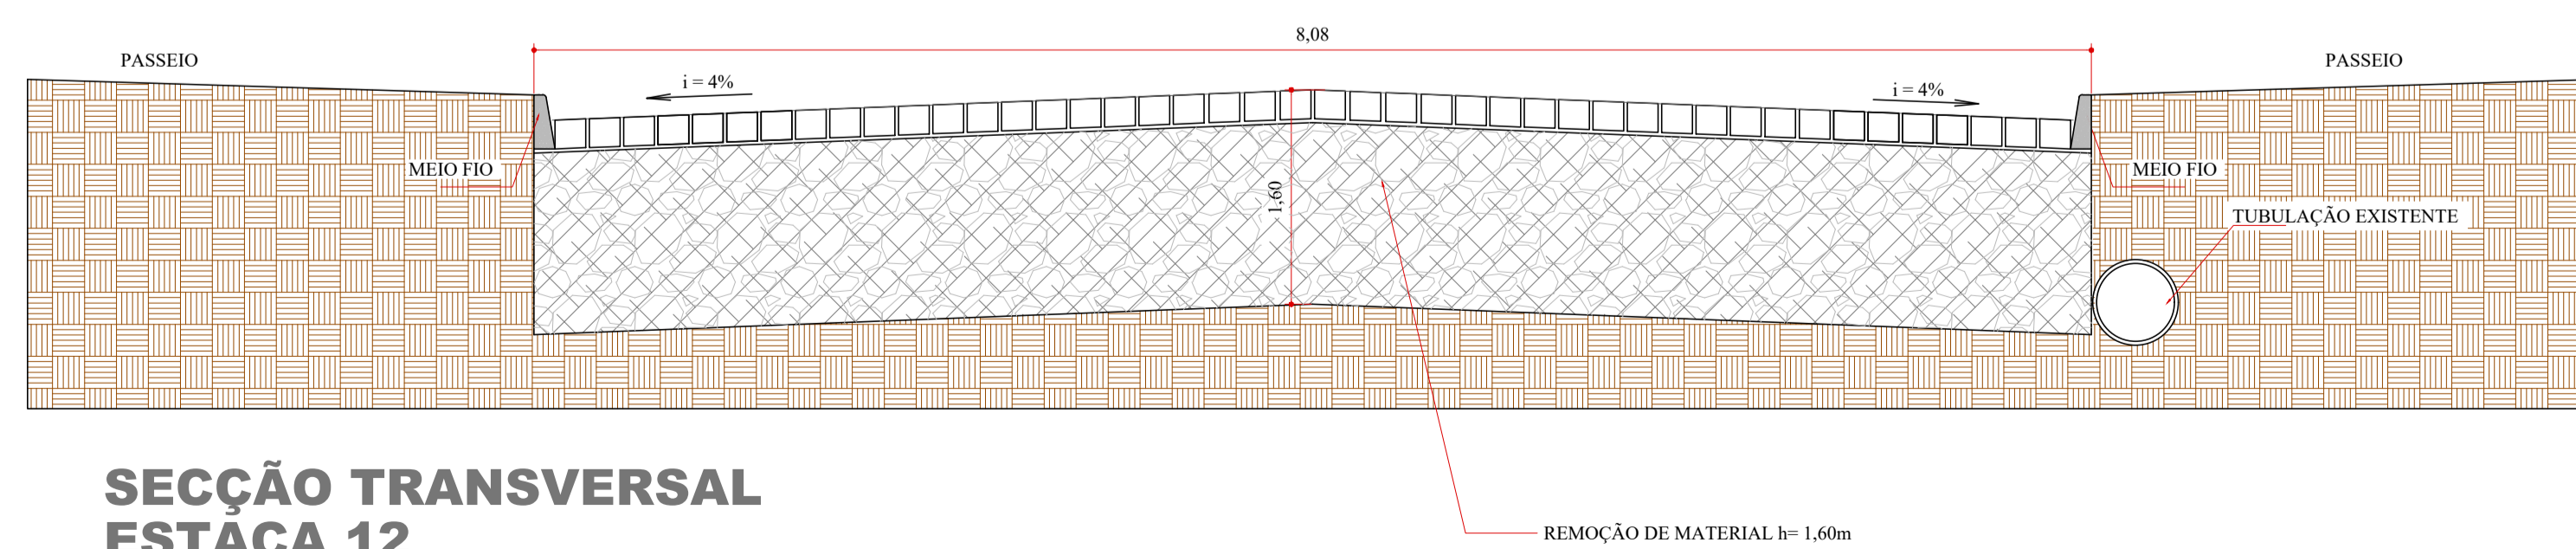 8,08
PASSEIO
PASSEIO
i = 4%
i = 4%
MEIO FIO
MEIO FIO
1,60
TUBULAÇÃO EXISTENTE
SECÇÃO TRANSVERSAL
ESTACA 12
REMOÇÃO DE MATERIAL h= 1,60m